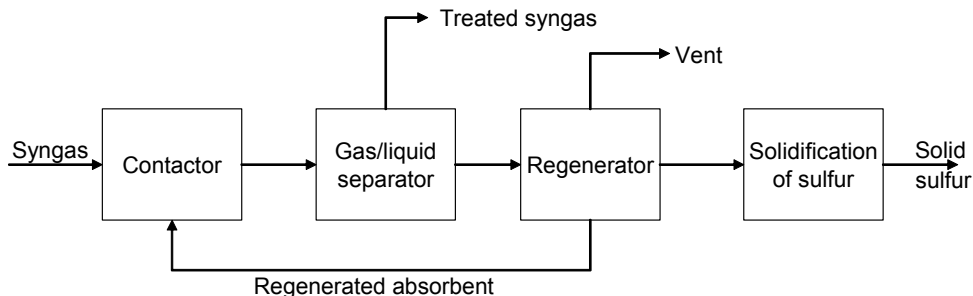 Treated syngas
Vent
Syngas
Contactor
Gas/liquid
separator
Regenerator
Solidification
of sulfur
Solid
sulfur
Regenerated absorbent